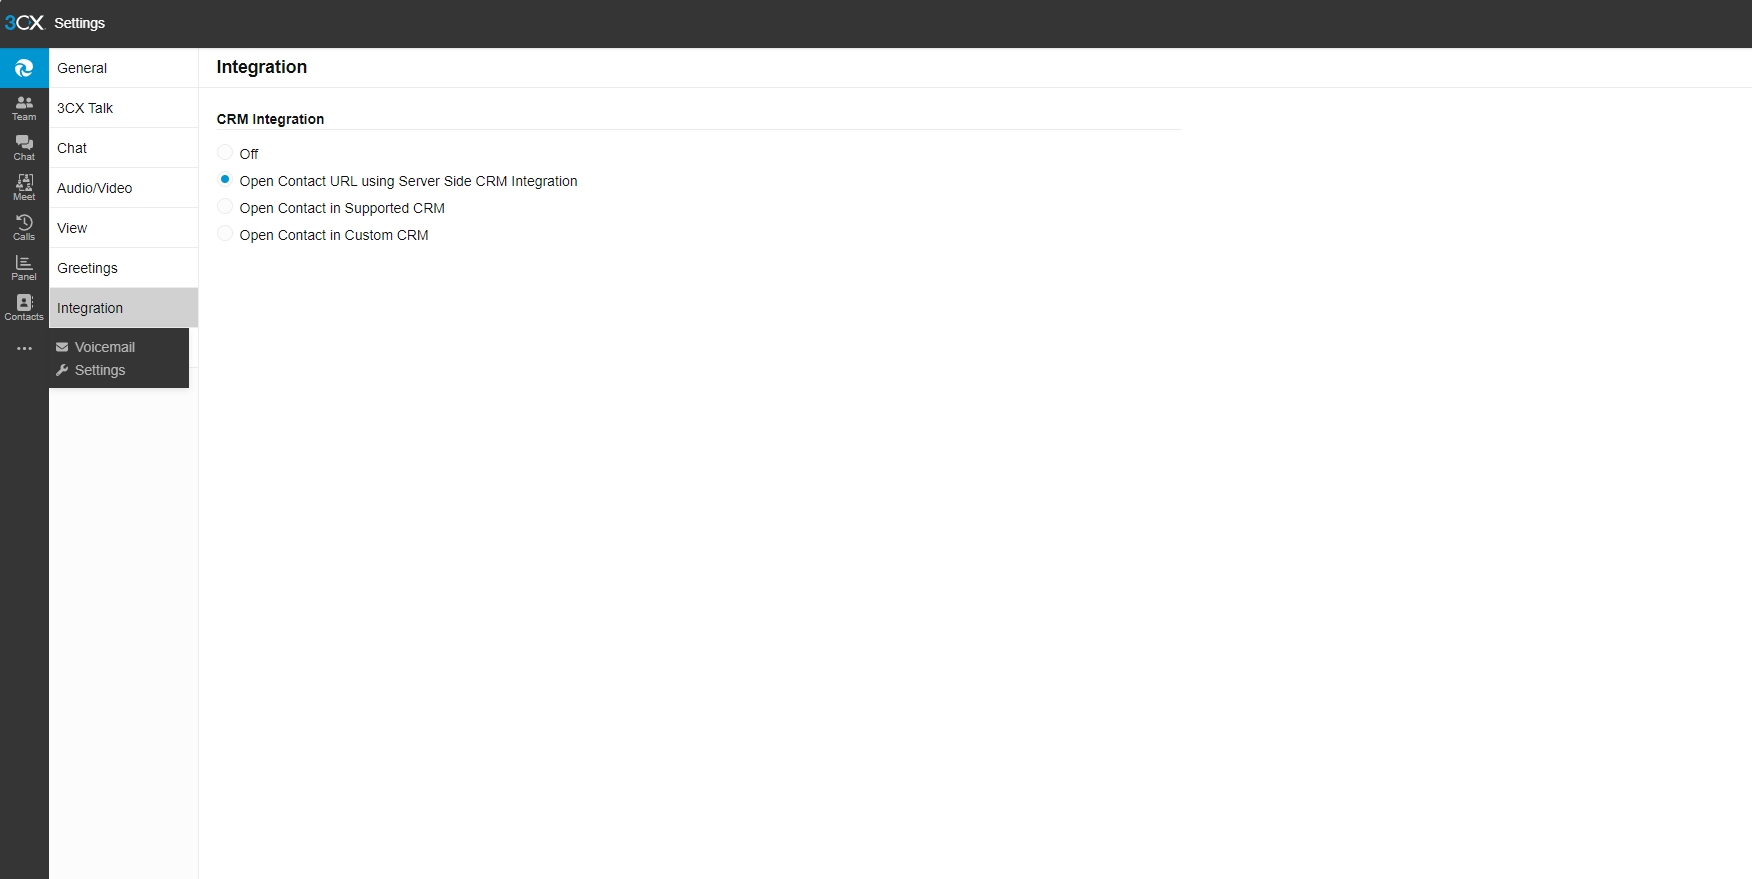 3CX Settings
General
3CX Talk
Chat
Audio/Video
View
Greetings
Integration
Voicemail
Settings
Team
Chat
Meet
Calls
Panel
Contacts
Integration
CRM Integration
Off
Open Contact URL using Server Side CRM Integration
Open Contact in Supported CRM
Open Contact in Custom CRM